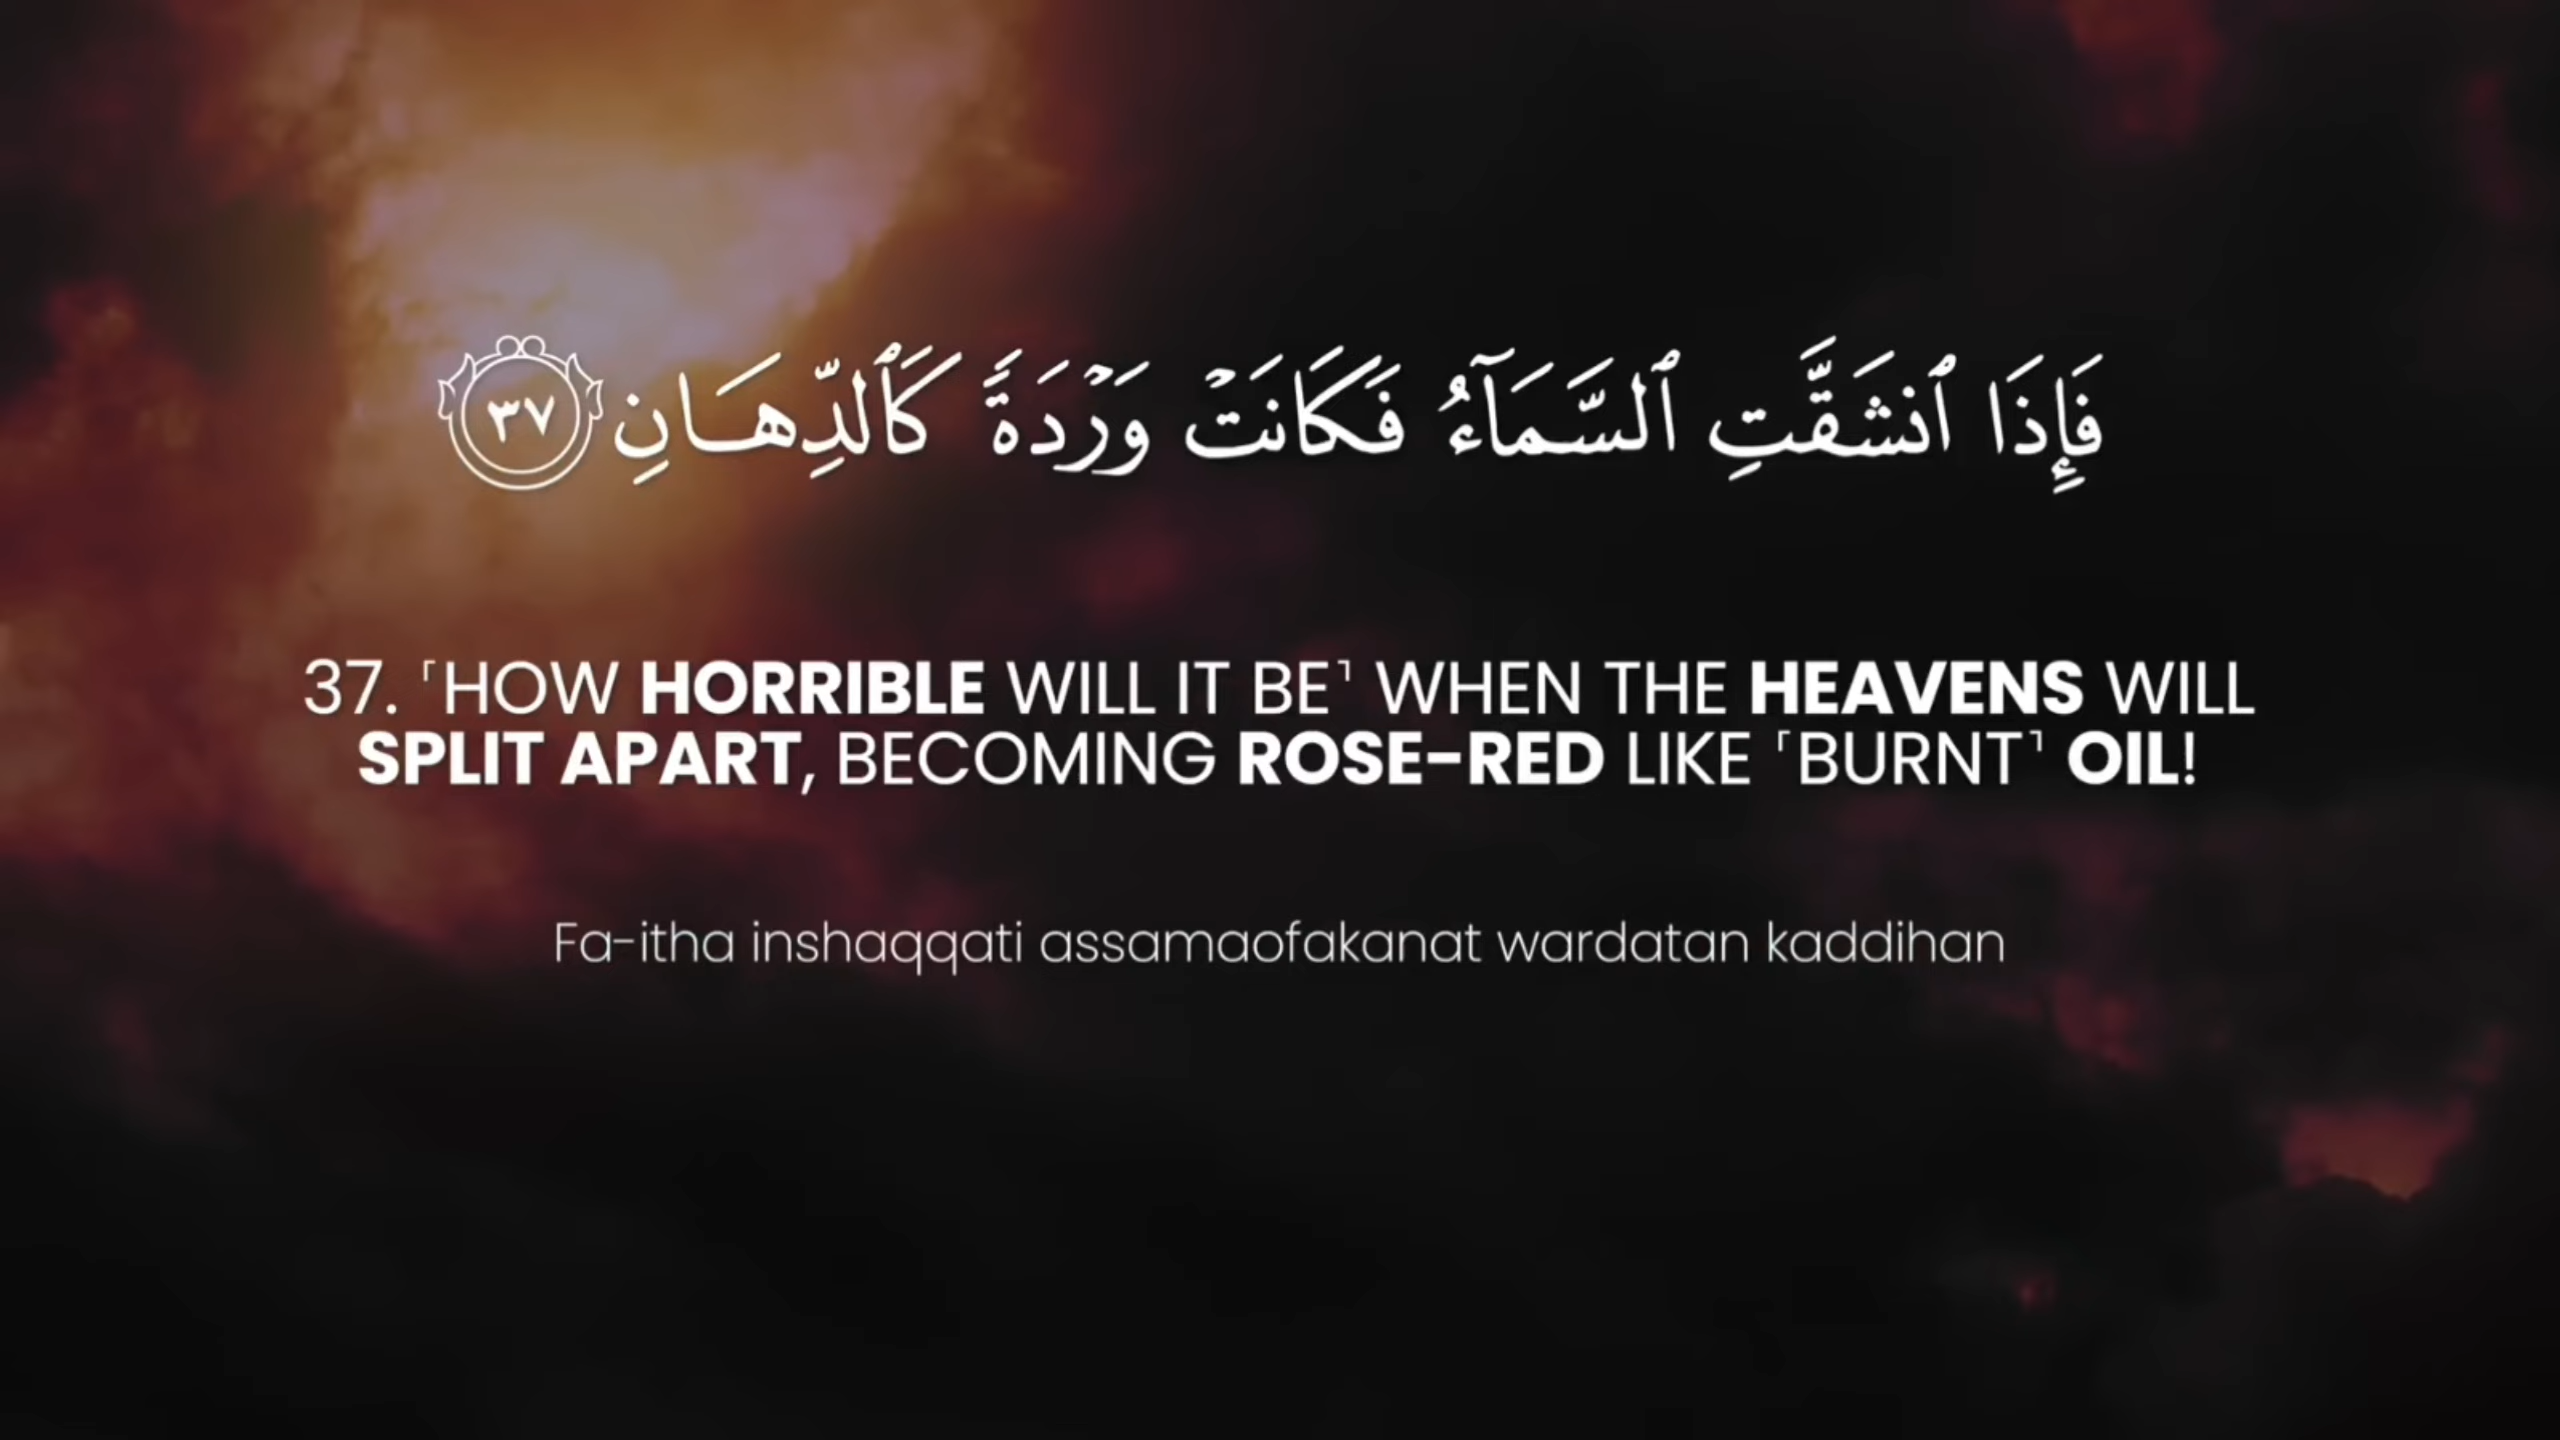 فَإِذَا ٱنشَقَّتِ ٱلسَّمَآءُ فَكَانَتۡ وَرۡدَةٗ كَٱلدِّهَـانِ ٣٧
37. ⸢HOW HORRIBLE WILL IT BE⸣ WHEN THE HEAVENS WILL
SPLIT APART, BECOMING ROSE-RED LIKE ⸢BURNT⸣ OIL!
Fa-itha inshaqqati assamaofakanat wardatan kaddihan